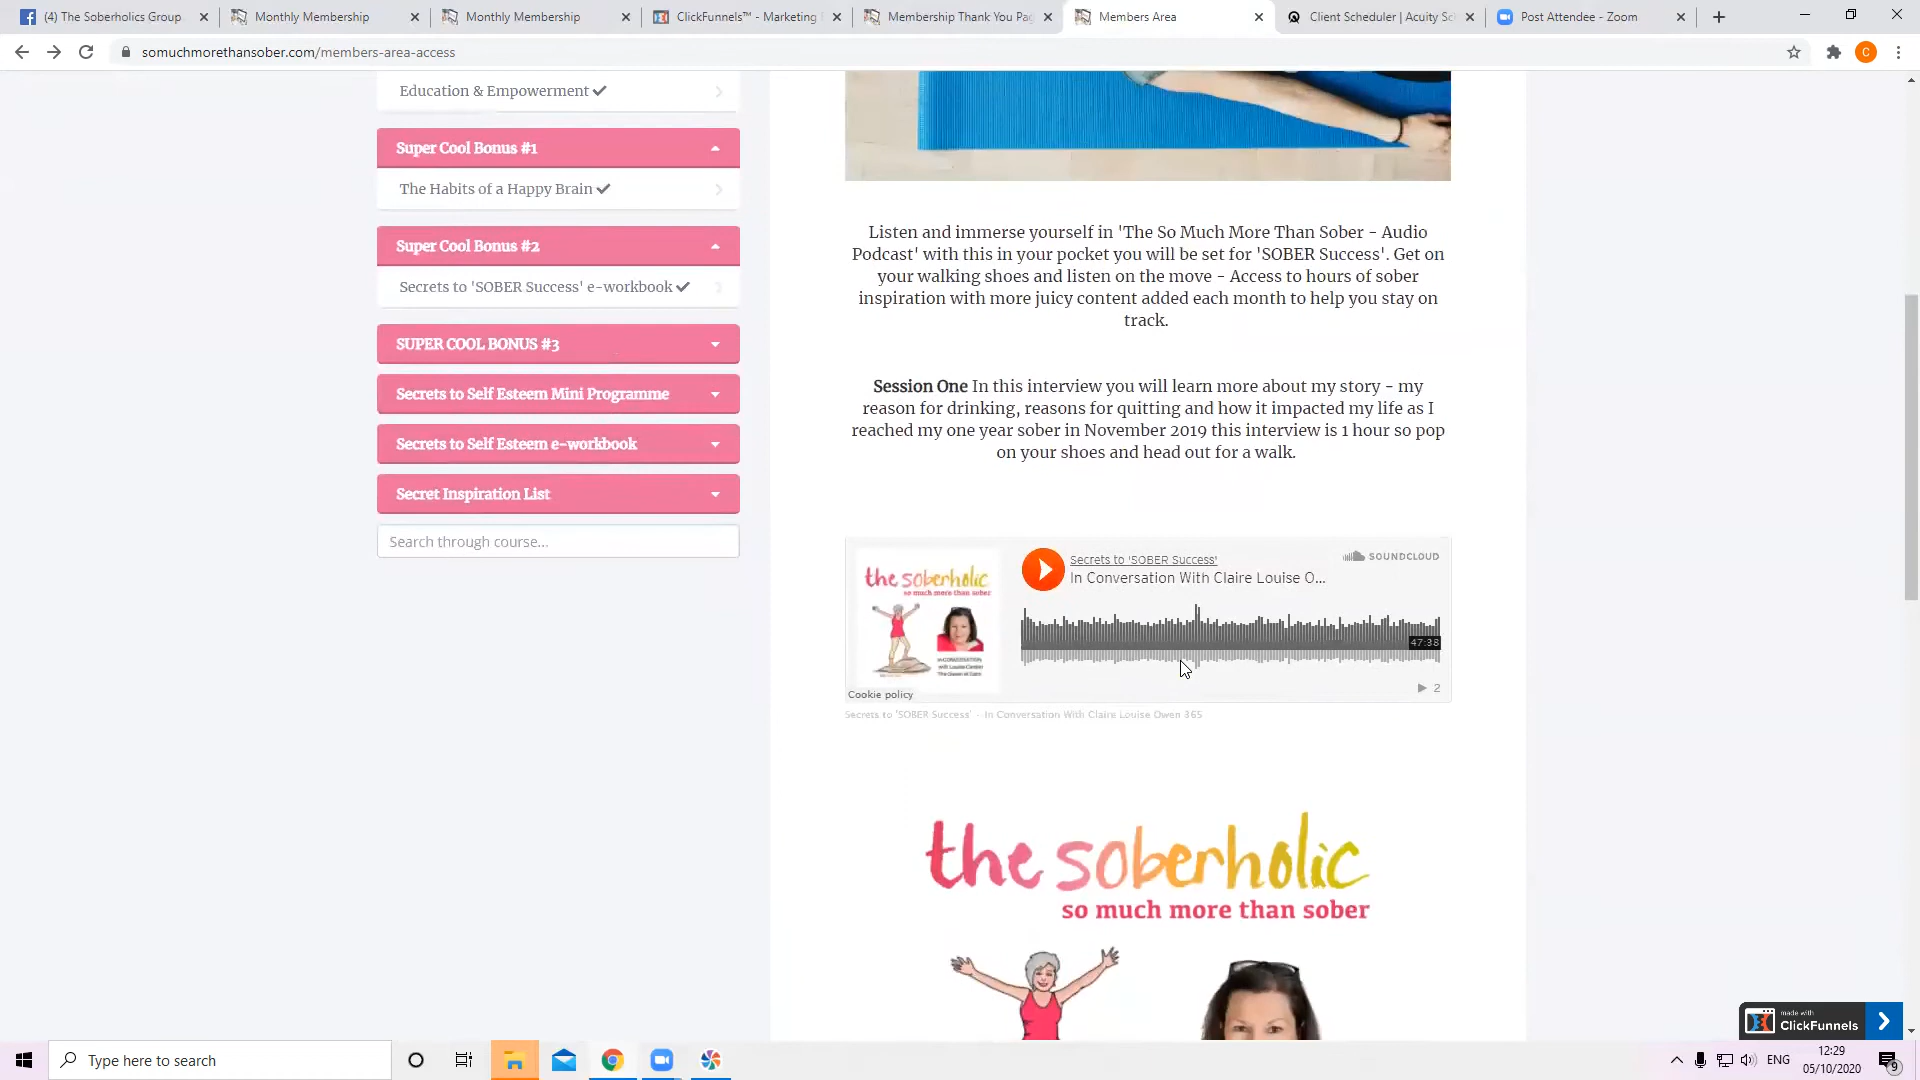 (4) The Soberholics Group
Monthly Membership
Monthly Membership
ClickFunnels™ - Marketing
Membership Thank You Pag
Members Area
Client Scheduler | Acuity Sc
Post Attendee - Zoom
somuchmorethansober.com/members-area-access
C
Education & Empowerment
Super Cool Bonus #1
The Habits of a Happy Brain
Super Cool Bonus #2
Secrets to 'SOBER Success' e-workbook
SUPER COOL BONUS #3
Secrets to Self Esteem Mini Programme
Secrets to Self Esteem e-workbook
Secret Inspiration List
Search through course...
Listen and immerse yourself in 'The So Much More Than Sober - Audio
Podcast' with this in your pocket you will be set for 'SOBER Success'. Get on
your walking shoes and listen on the move - Access to hours of sober
inspiration with more juicy content added each month to help you stay on
track.
Session One In this interview you will learn more about my story - my
reason for drinking, reasons for quitting and how it impacted my life as I
reached my one year sober in November 2019 this interview is 1 hour so pop
on your shoes and head out for a walk.
the soberholic
so much more than sober
IN CONVERSATION
Secrets to 'SOBER Success'
In Conversation With Claire Louise O...
SOUNDCLOUD
47:38
2
Cookie policy
Secrets to 'SOBER Success' - In Conversation With Claire Louise Owen 365
the soberholic
so much more than sober
made with
ClickFunnels
Type here to search
ENG
12:29
05/10/2020
9